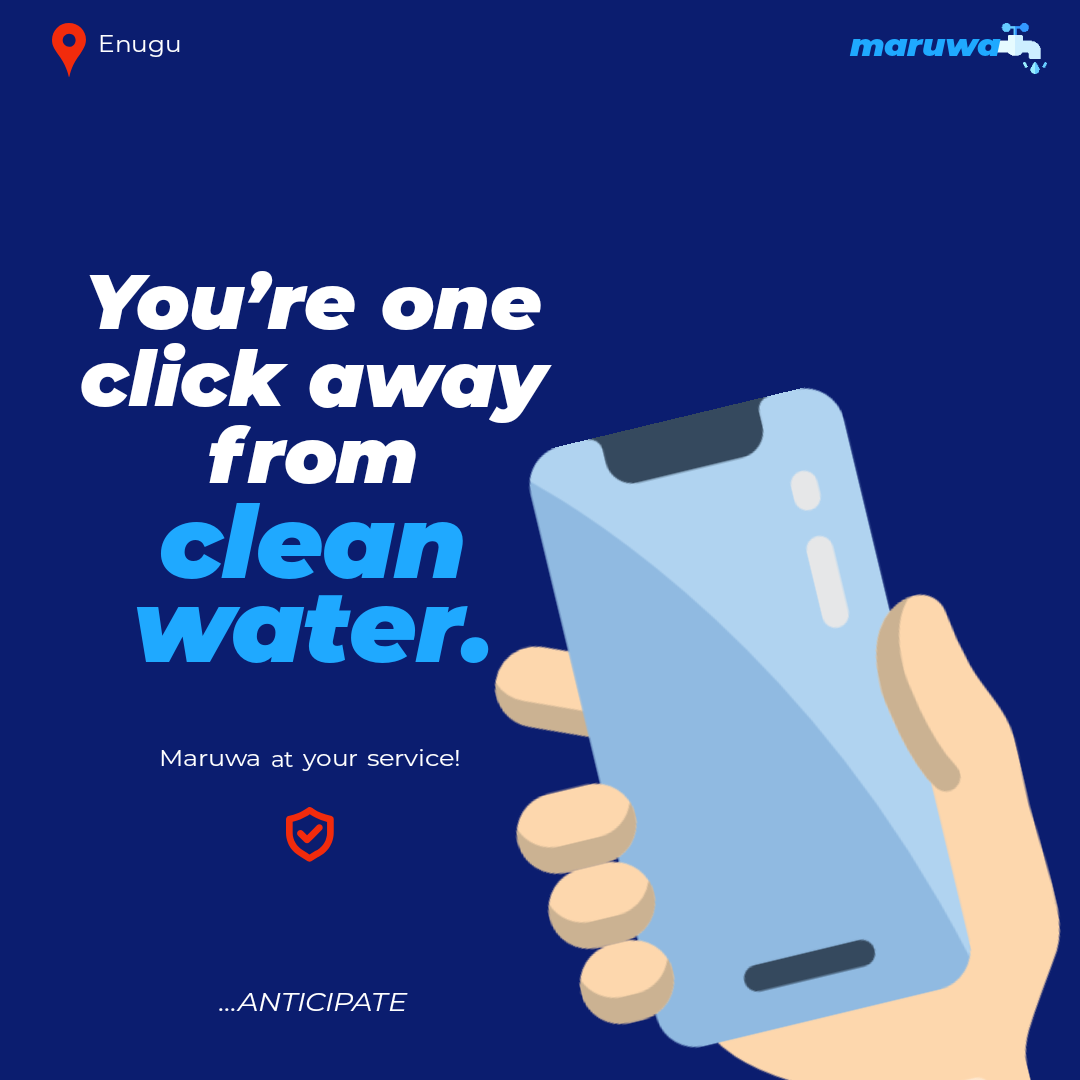 Enugu
maruwa
You’re one
click away
from
clean
water.
Maruwa at your service!
...ANTICIPATE